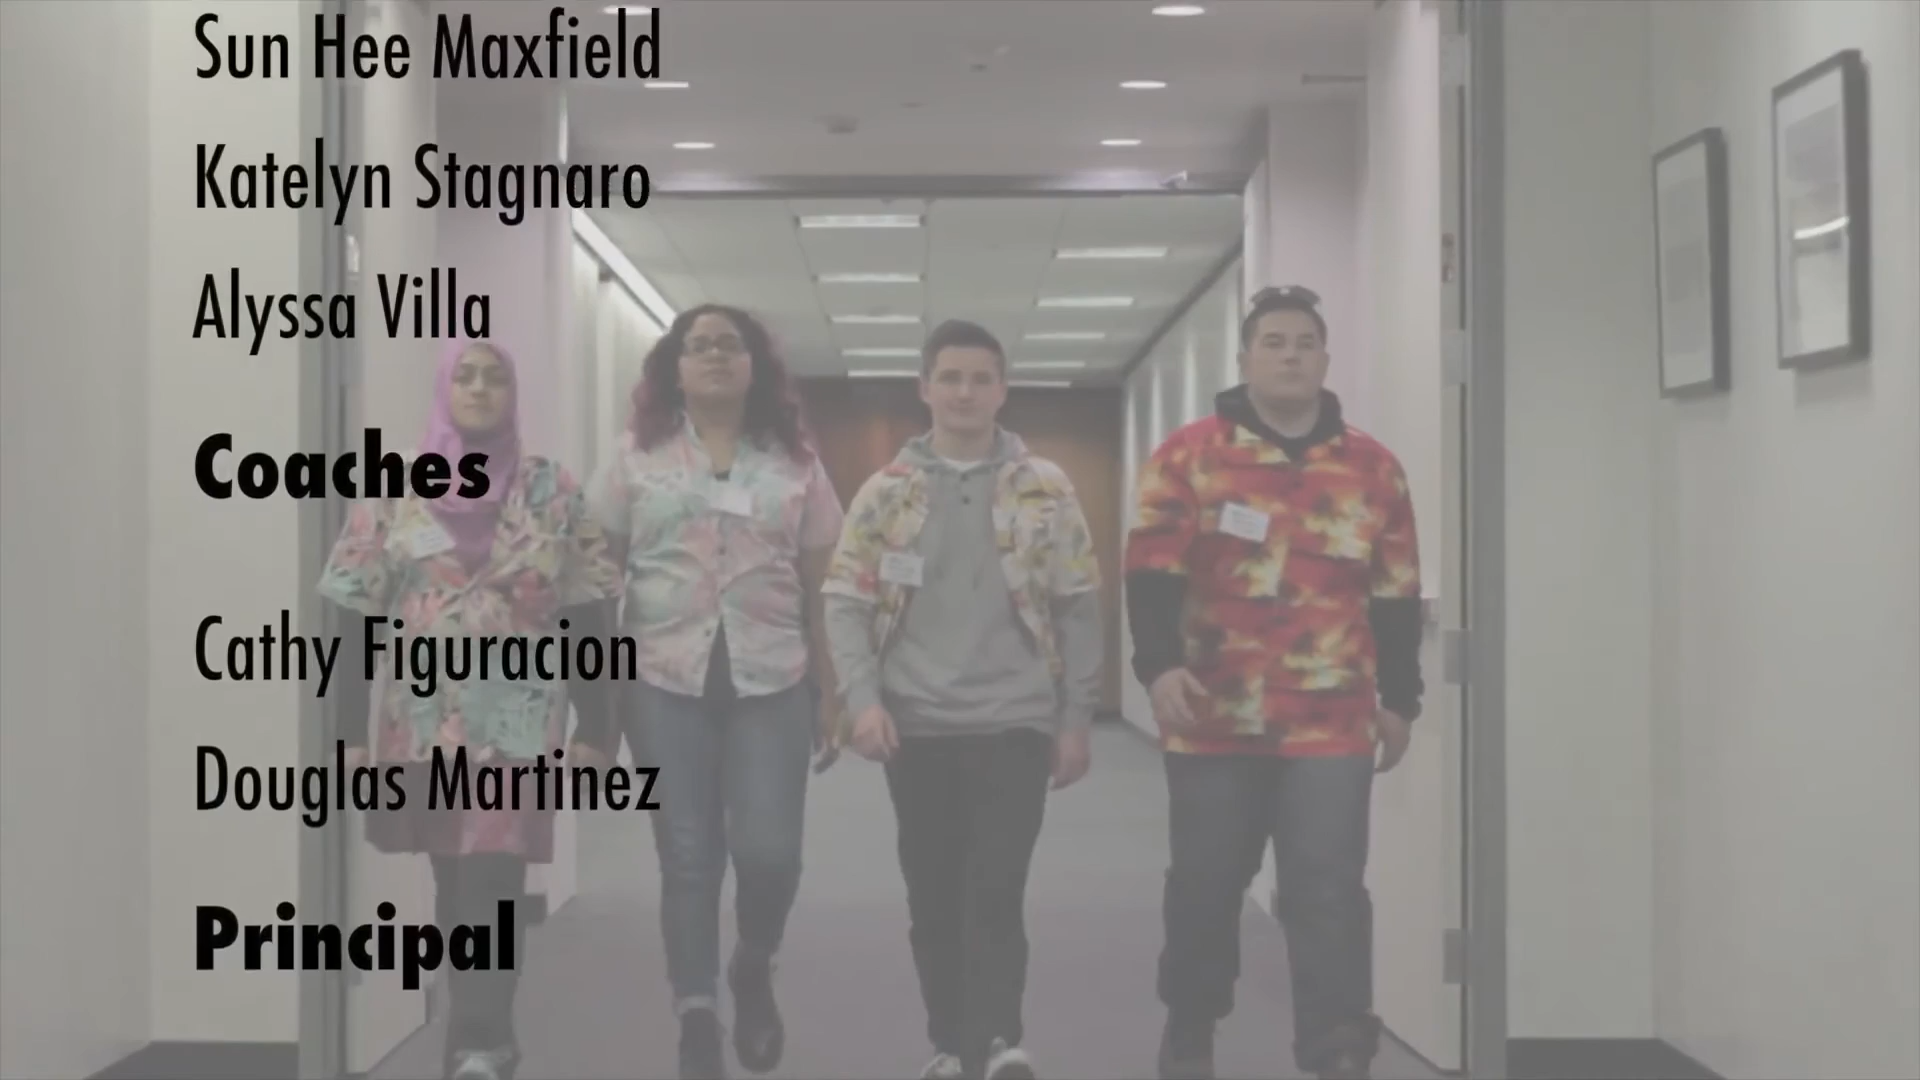 Sun Hee Maxfield
Katelyn Stagnaro
Alyssa Villa
Coaches
Cathy Figuracion
Douglas Martinez
Principal